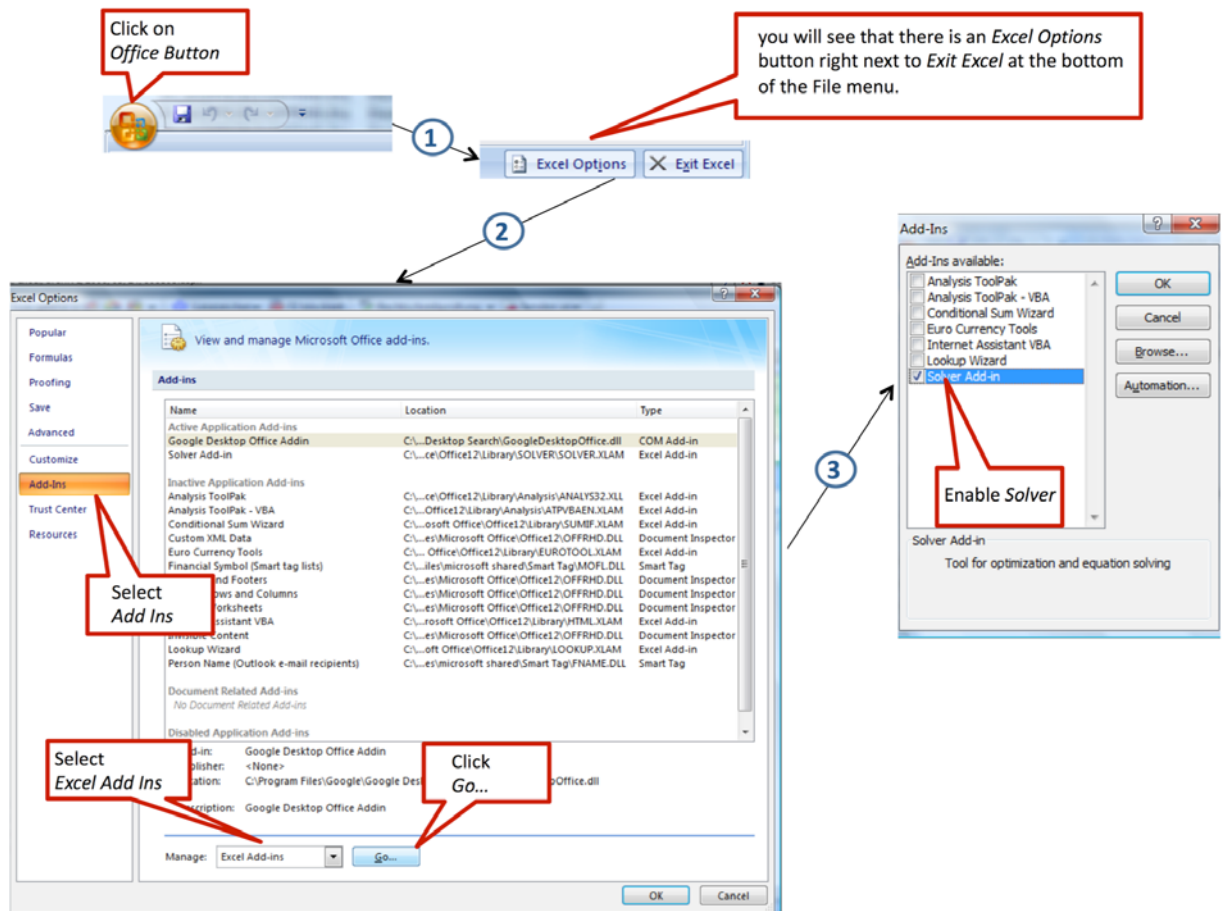 Click on
Office Button
you will see that there is an Excel Options
button right next to Exit Excel at the bottom
of the File menu.
1
Excel Options
Exit Excel
2
Excel Options
Popular
Formulas
Proofing
Save
Advanced
Customize
Add-Ins
Trust Center
Resources
View and manage Microsoft Office add-ins.
Add-ins
Name Location Type
Active Application Add-ins
Google Desktop Office Addin C:\...Desktop Search\GoogleDesktopOffice.dll COM Add-in
Solver Add-in C:\...ce\Office12\Library\SOLVER\SOLVER.XLAM Excel Add-in
Inactive Application Add-ins
Analysis ToolPak C:\...ce\Office12\Library\Analysis\ANALYS32.XLL Excel Add-in
Analysis ToolPak - VBA C:\...Office12\Library\Analysis\ATPVBAEN.XLAM Excel Add-in
Conditional Sum Wizard C:\...osoft Office\Office12\Library\SUMIF.XLAM Excel Add-in
Custom XML Data C:\...es\Microsoft Office\Office12\OFFRHD.DLL Document Inspector
Euro Currency Tools C:\... Office\Office12\Library\EUROTOOL.XLAM Excel Add-in
Financial Symbol (Smart tag lists) C:\...iles\microsoft shared\Smart Tag\MOFL.DLL Smart Tag
nd Footers C:\...es\Microsoft Office\Office12\OFFRHD.DLL Document Inspector
ows and Columns C:\...es\Microsoft Office\Office12\OFFRHD.DLL Document Inspector
orksheets C:\...es\Microsoft Office\Office12\OFFRHD.DLL Document Inspector
ssistant VBA C:\...rosoft Office\Office12\Library\HTML.XLAM Excel Add-in
Invisible Content C:\...es\Microsoft Office\Office12\OFFRHD.DLL Document Inspector
Lookup Wizard C:\...oft Office\Office12\Library\LOOKUP.XLAM Excel Add-in
Person Name (Outlook e-mail recipients) C:\...es\microsoft shared\Smart Tag\FNAME.DLL Smart Tag
Document Related Add-ins
No Document Related Add-ins
Disabled Application Add-ins
d-in: Google Desktop Office Addin
blisher: <None>
ation: C:\Program Files\Google\Google Des pOffice.dll
scription: Google Desktop Office Addin
Manage: Excel Add-ins Go...
OK Cancel
Select
Add Ins
Select
Excel Add Ins
Click
Go...
3
Add-Ins
Add-Ins available:
Analysis ToolPak
Analysis ToolPak - VBA
Conditional Sum Wizard
Euro Currency Tools
Internet Assistant VBA
Lookup Wizard
Solver Add-in
OK
Cancel
Browse...
Automation...
Enable Solver
Solver Add-in
Tool for optimization and equation solving